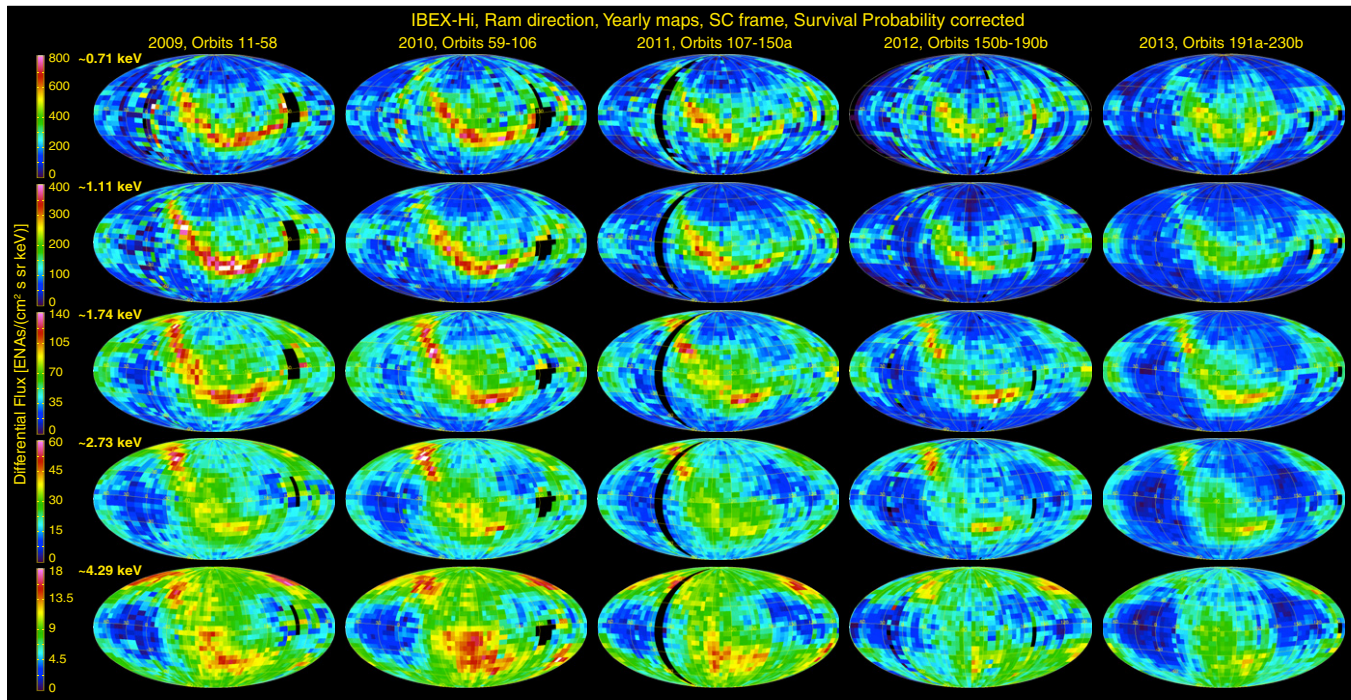 IBEX-Hi, Ram direction, Yearly maps, SC frame, Survival Probability corrected
2009, Orbits 11-58
2010, Orbits 59-106
2011, Orbits 107-150a
2012, Orbits 150b-190b
2013, Orbits 191a-230b
Differential Flux [ENAs/(cm² s sr keV)]
~0.71 keV
800
600
400
200
0
~1.11 keV
400
300
200
100
0
~1.74 keV
140
105
70
35
0
~2.73 keV
60
45
30
15
0
~4.29 keV
18
13.5
9
4.5
0